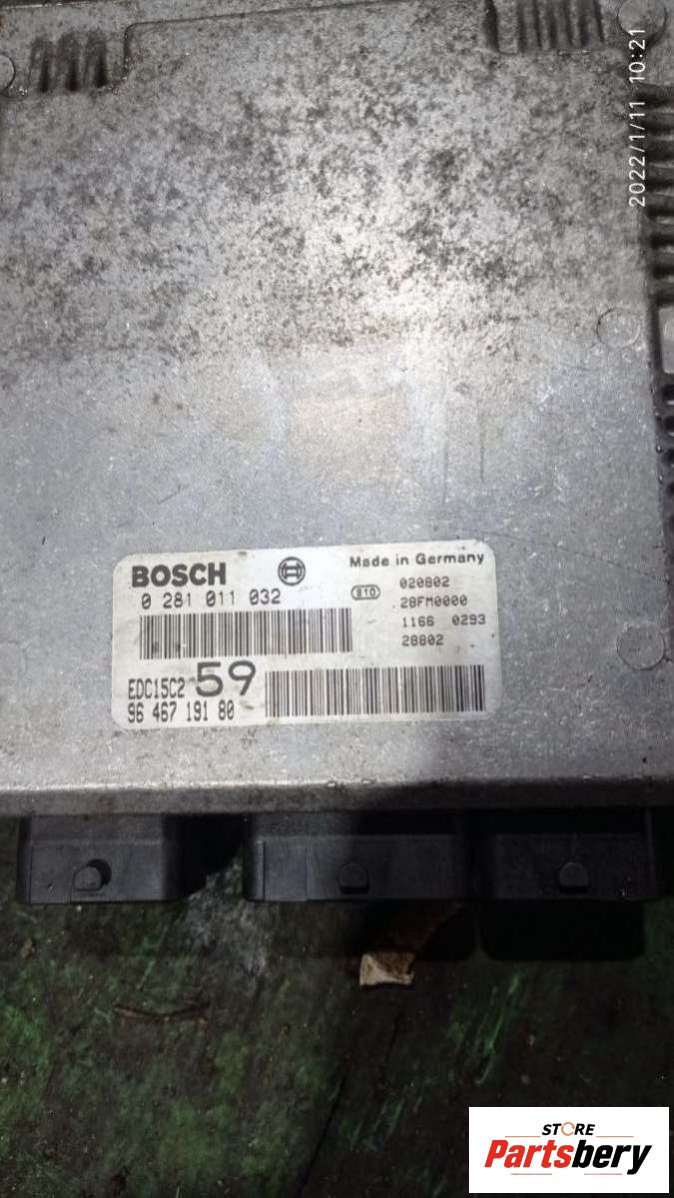 2022/1/11 10:21
BOSCH
Made in Germany
0 281 011 032
e10
020802
28FM0000
1166 0293
28802
EDC15C2 59
96 467 191 80
STORE
Partsbery